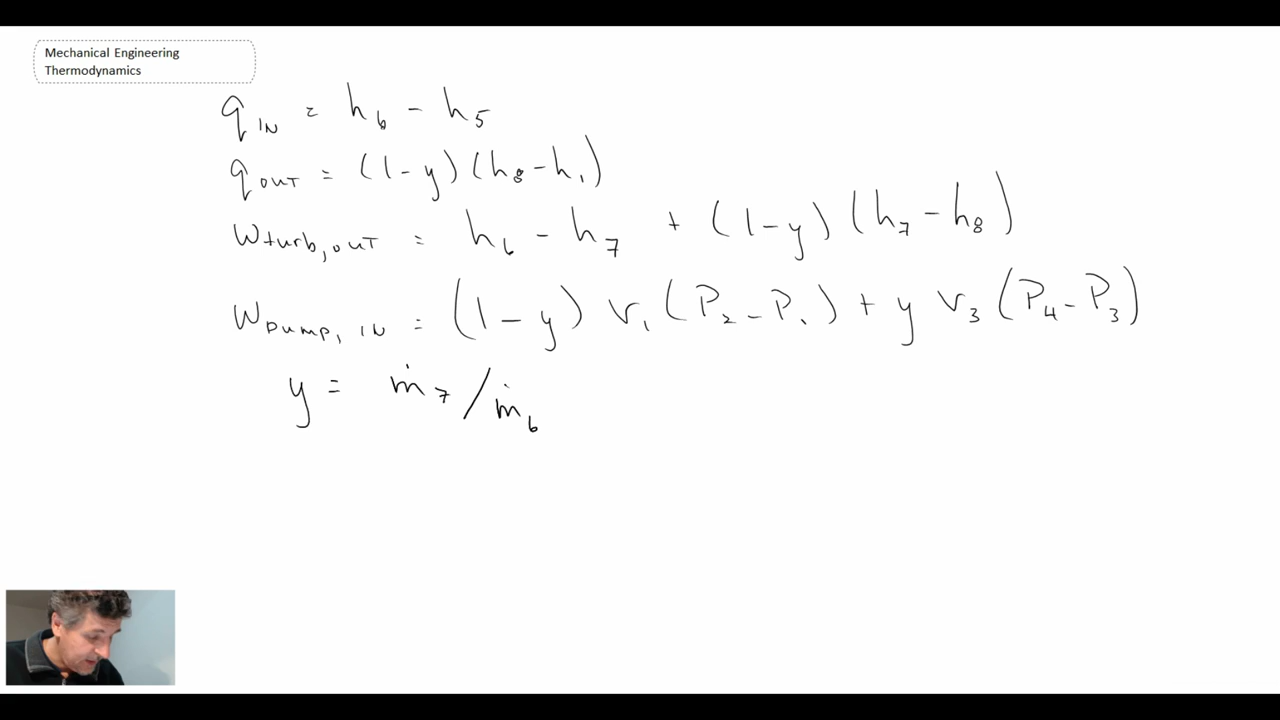 Mechanical Engineering
Thermodynamics
q_IN = h_6 - h_5
q_OUT = (1-y)(h_8-h_1)
w_turb,OUT = h_6 - h_7 + (1-y)(h_7-h_8)
w_PUMP, IN = (1-y) v_1 (P_2-P_1) + y v_3 (P_4-P_3)
y = ṁ_7/ṁ_6